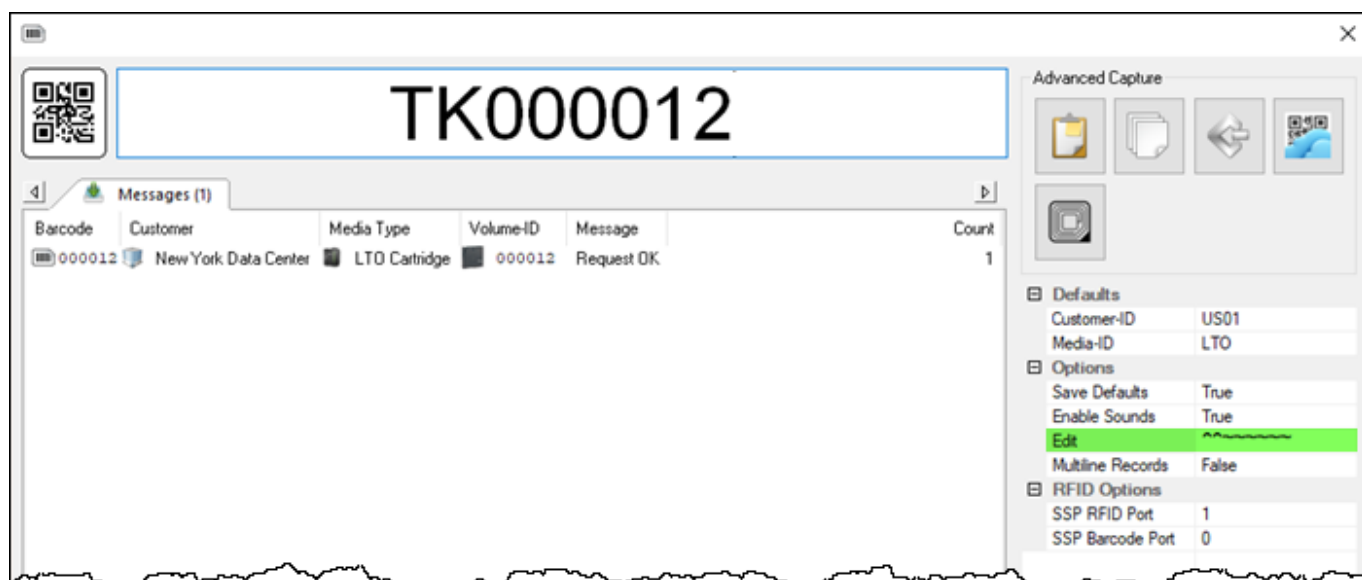 TK000012
Messages (1)
Barcode Customer Media Type Volume-ID Message Count
000012 New York Data Center LTO Cartridge 000012 Request OK 1
Advanced Capture
Defaults
Customer-ID US01
Media-ID LTO
Options
Save Defaults True
Enable Sounds True
Edit ^^~~~~~~
Multiline Records False
RFID Options
SSP RFID Port 1
SSP Barcode Port 0